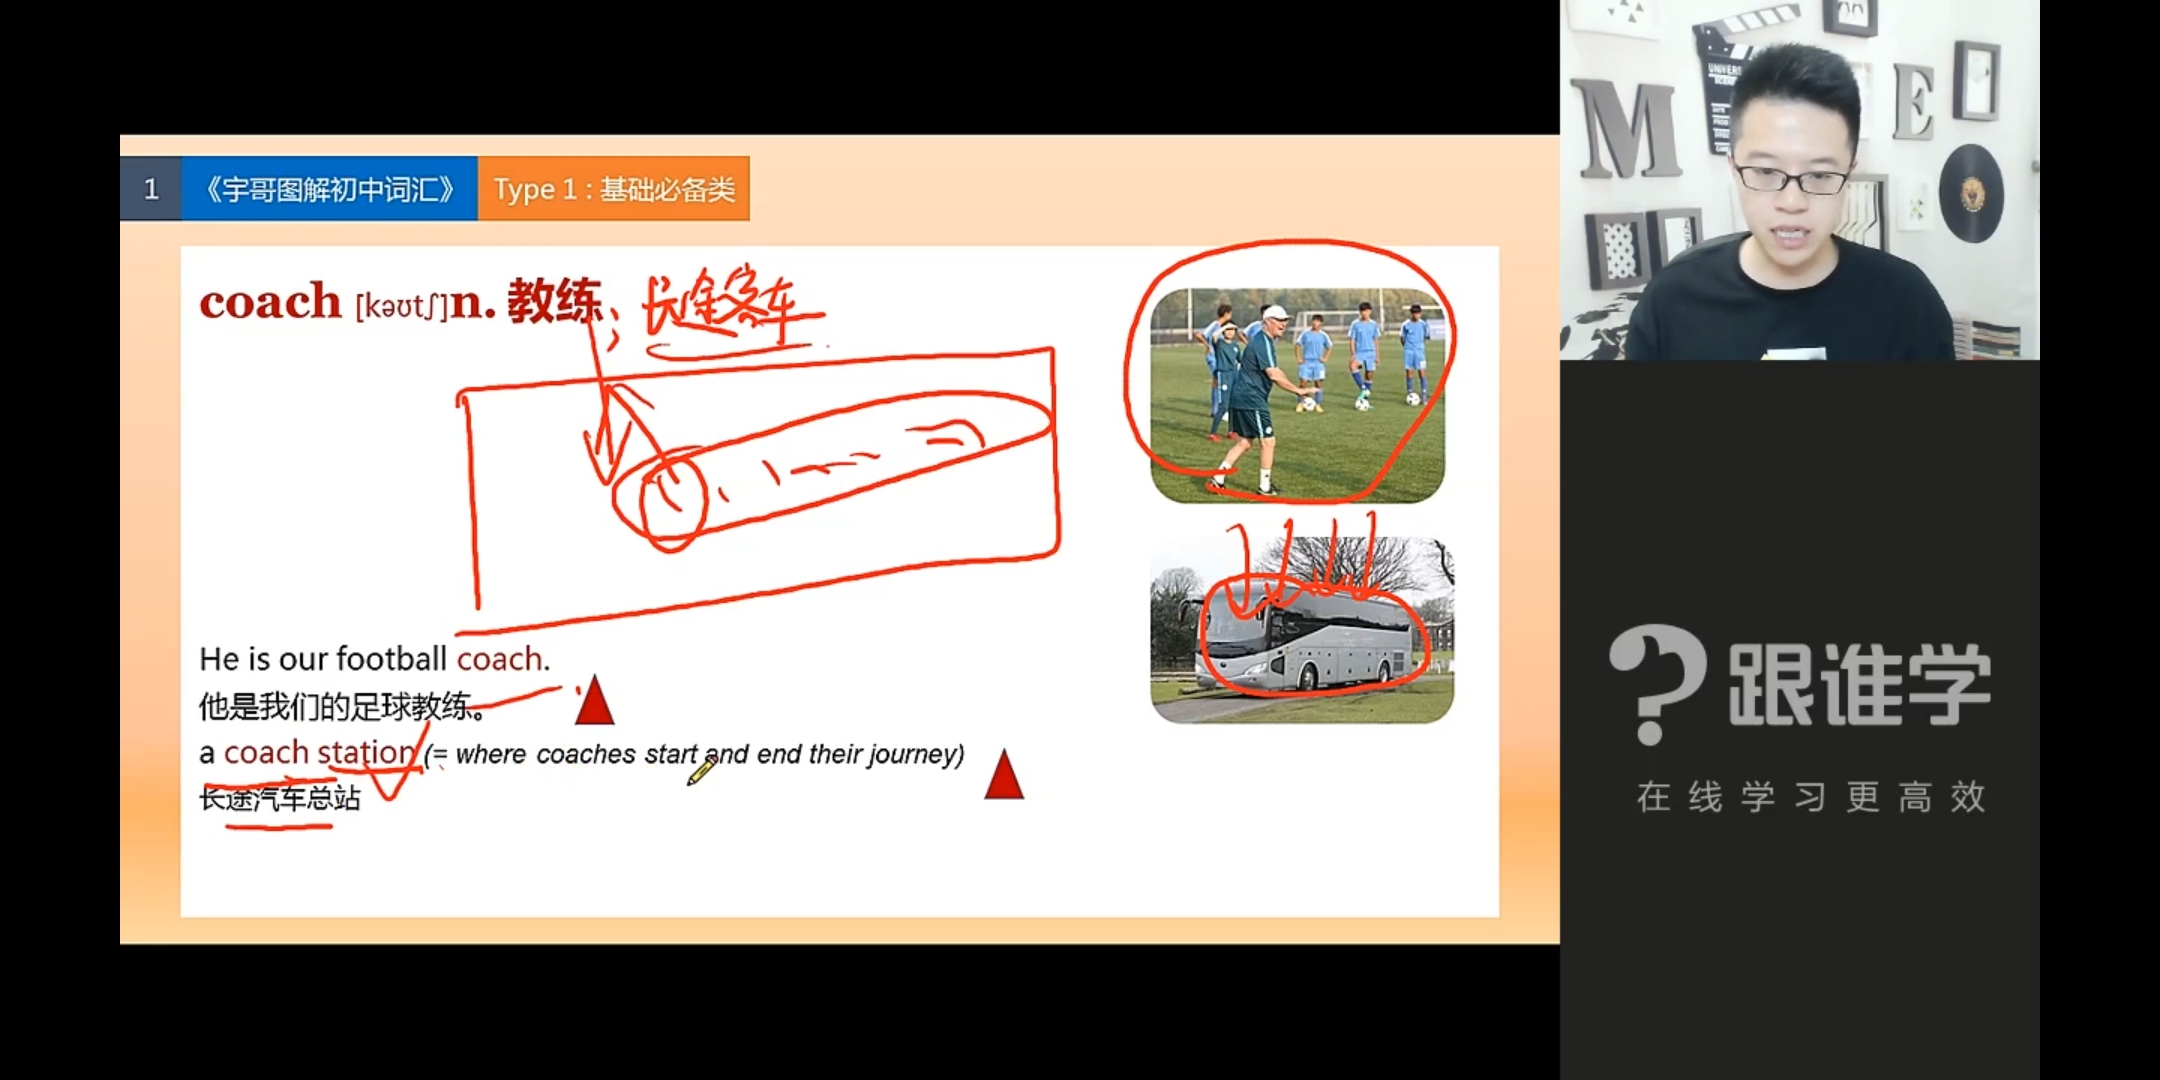 1 《宇哥图解初中词汇》 Type 1 : 基础必备类
coach [kəʊtʃ]n. 教练 ; 长途客车
He is our football coach.
他是我们的足球教练。
a coach station (= where coaches start and end their journey)
长途汽车总站
M
E
UNIVERS
跟谁学
在线学习更高效